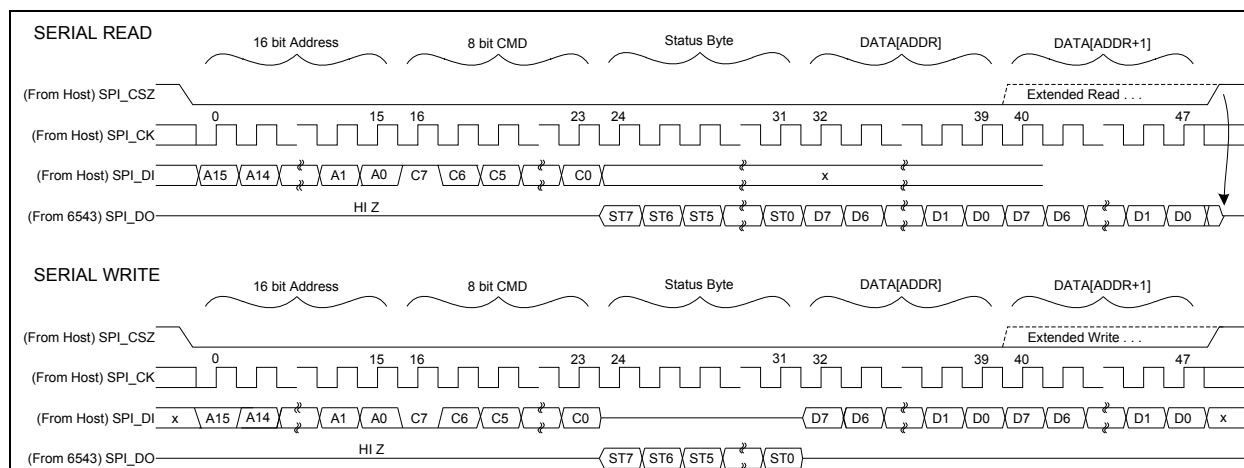 SERIAL READ
16 bit Address 8 bit CMD Status Byte DATA[ADDR] DATA[ADDR+1]
(From Host) SPI_CSZ Extended Read . . .
0 15 16 23 24 31 32 39 40 47
(From Host) SPI_CK
(From Host) SPI_DI A15 A14 A1 A0 C7 C6 C5 C0 x
HI Z
(From 6543) SPI_DO ST7 ST6 ST5 ST0 D7 D6 D1 D0 D7 D6 D1 D0
SERIAL WRITE
16 bit Address 8 bit CMD Status Byte DATA[ADDR] DATA[ADDR+1]
(From Host) SPI_CSZ Extended Write . . .
0 15 16 23 24 31 32 39 40 47
(From Host) SPI_CK
(From Host) SPI_DI x A15 A14 A1 A0 C7 C6 C5 C0 D7 D6 D1 D0 D7 D6 D1 D0 x
HI Z
(From 6543) SPI_DO ST7 ST6 ST5 ST0